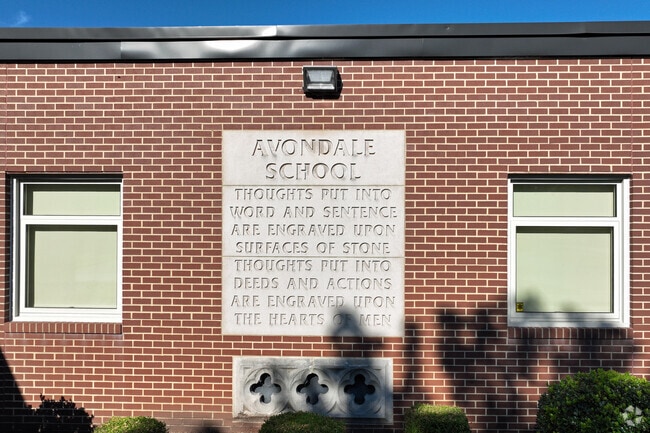 AVONDALE
SCHOOL
THOUGHTS PUT INTO
WORD AND SENTENCE
ARE ENGRAVED UPON
SURFACES OF STONE
THOUGHTS PUT INTO
DEEDS AND ACTIONS
ARE ENGRAVED UPON
THE HEARTS OF MEN